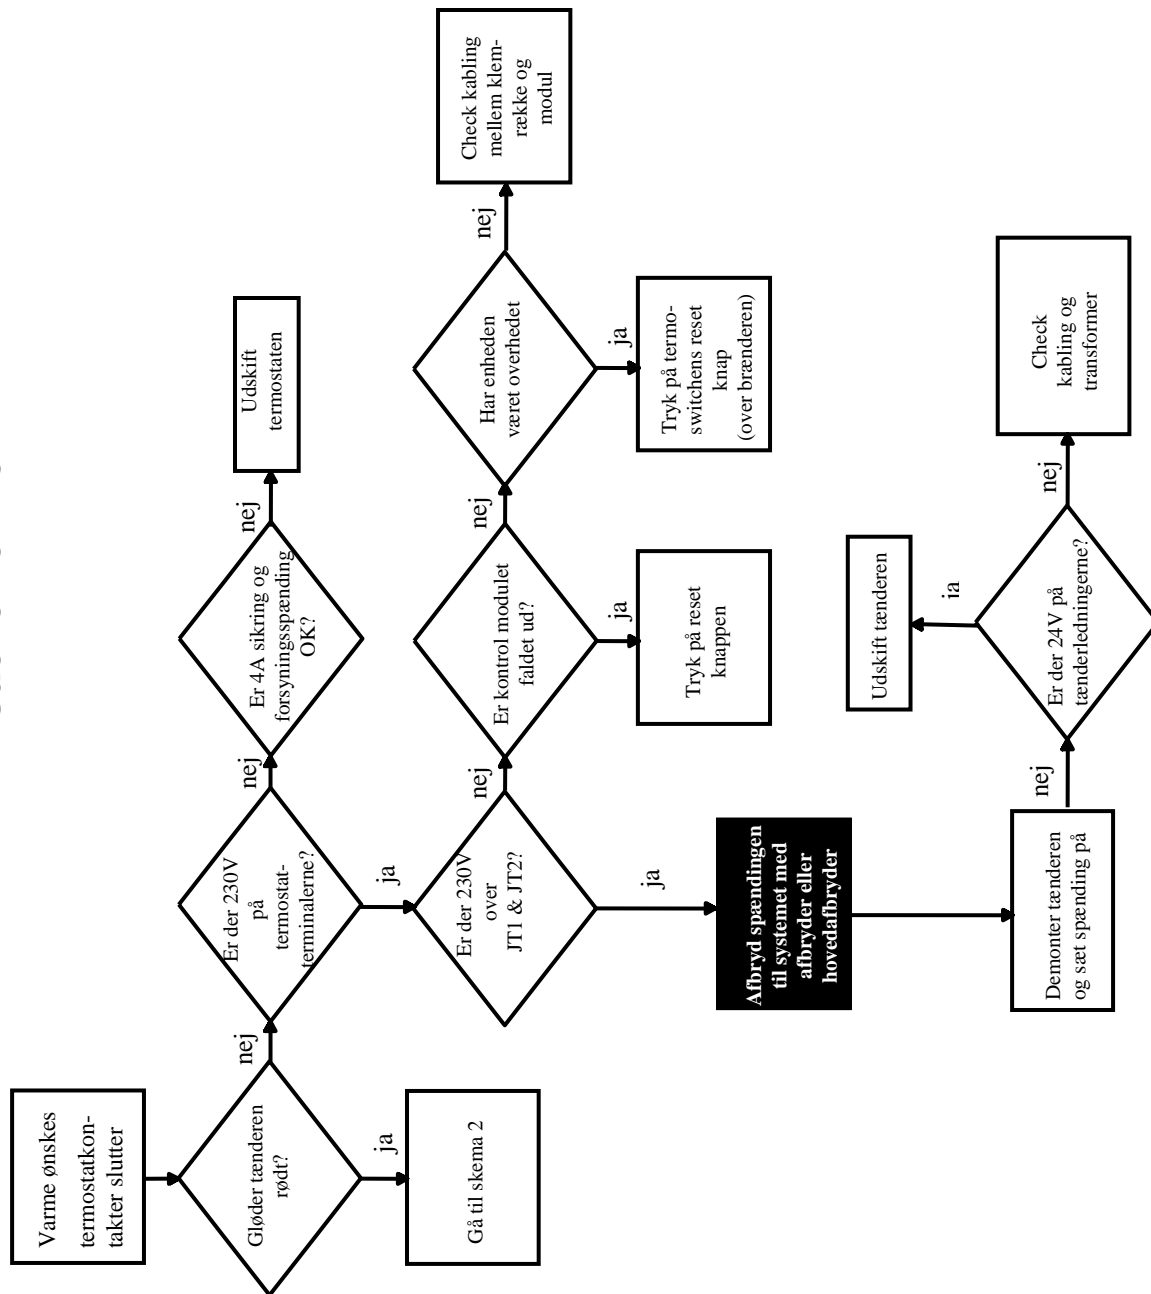 Varme ønskes
termostatkon-
takter slutter
Gløder tænderen
rødt?
ja
Gå til skema 2
nej
Er der 230V
på
termostat-
terminalerne?
nej
Er 4A sikring og
forsyningsspænding
OK?
nej
Udskift
termostaten
ja
Er der 230V
over
JT1 & JT2?
nej
Er kontrol modulet
faldet ud?
ja
Tryk på reset
knappen
nej
Har enheden
været overhedet
ja
Tryk på termo-
switchens reset
knap
(over brænderen)
nej
Check kabling
mellem klem-
række og
modul
ja
Afbryd spændingen
til systemet med
afbryder eller
hovedafbryder
Demonter tænderen
og sæt spænding på
nej
Er der 24V på
tænderledningerne?
ja
Udskift tænderen
nej
Check
kabling og
transformer